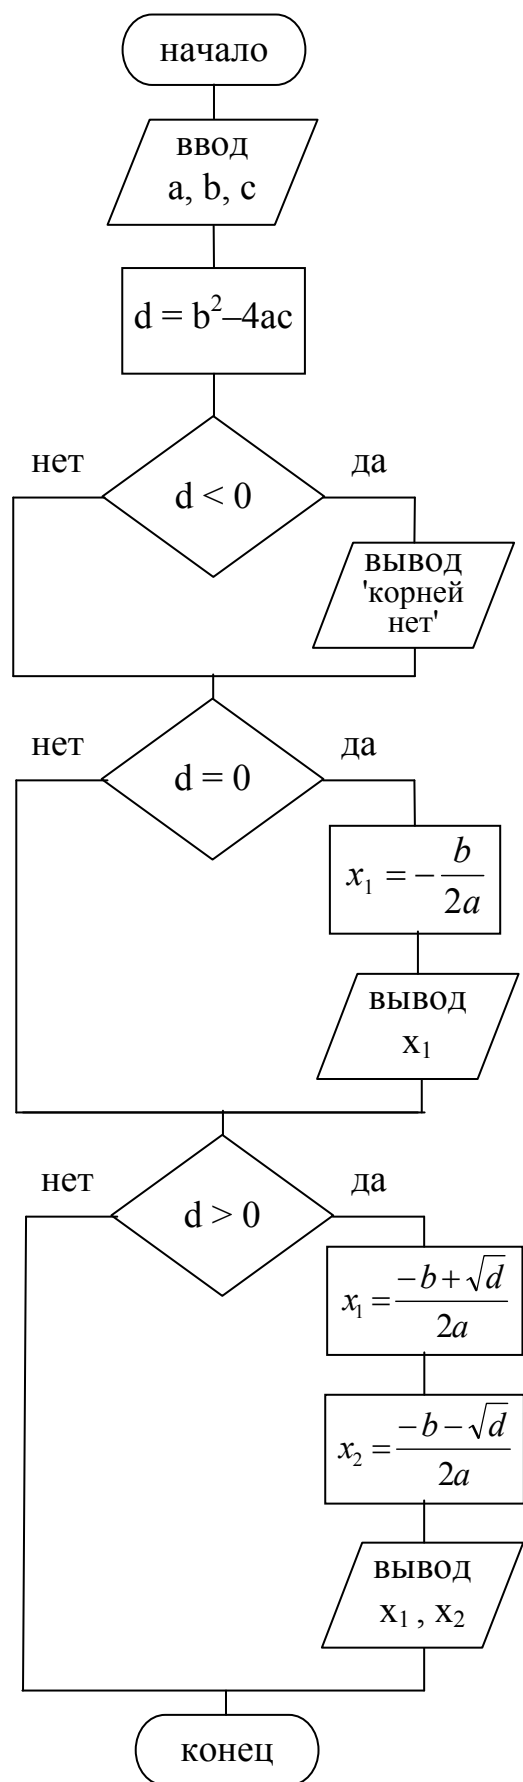 начало
ввод
a, b, c
d = b²–4ac
нет
да
d < 0
вывод
'корней
нет'
нет
да
d = 0
x₁ = −b/2a
вывод
x₁
нет
да
d > 0
x₁ = (−b + √d)/2a
x₂ = (−b − √d)/2a
вывод
x₁ , x₂
конец